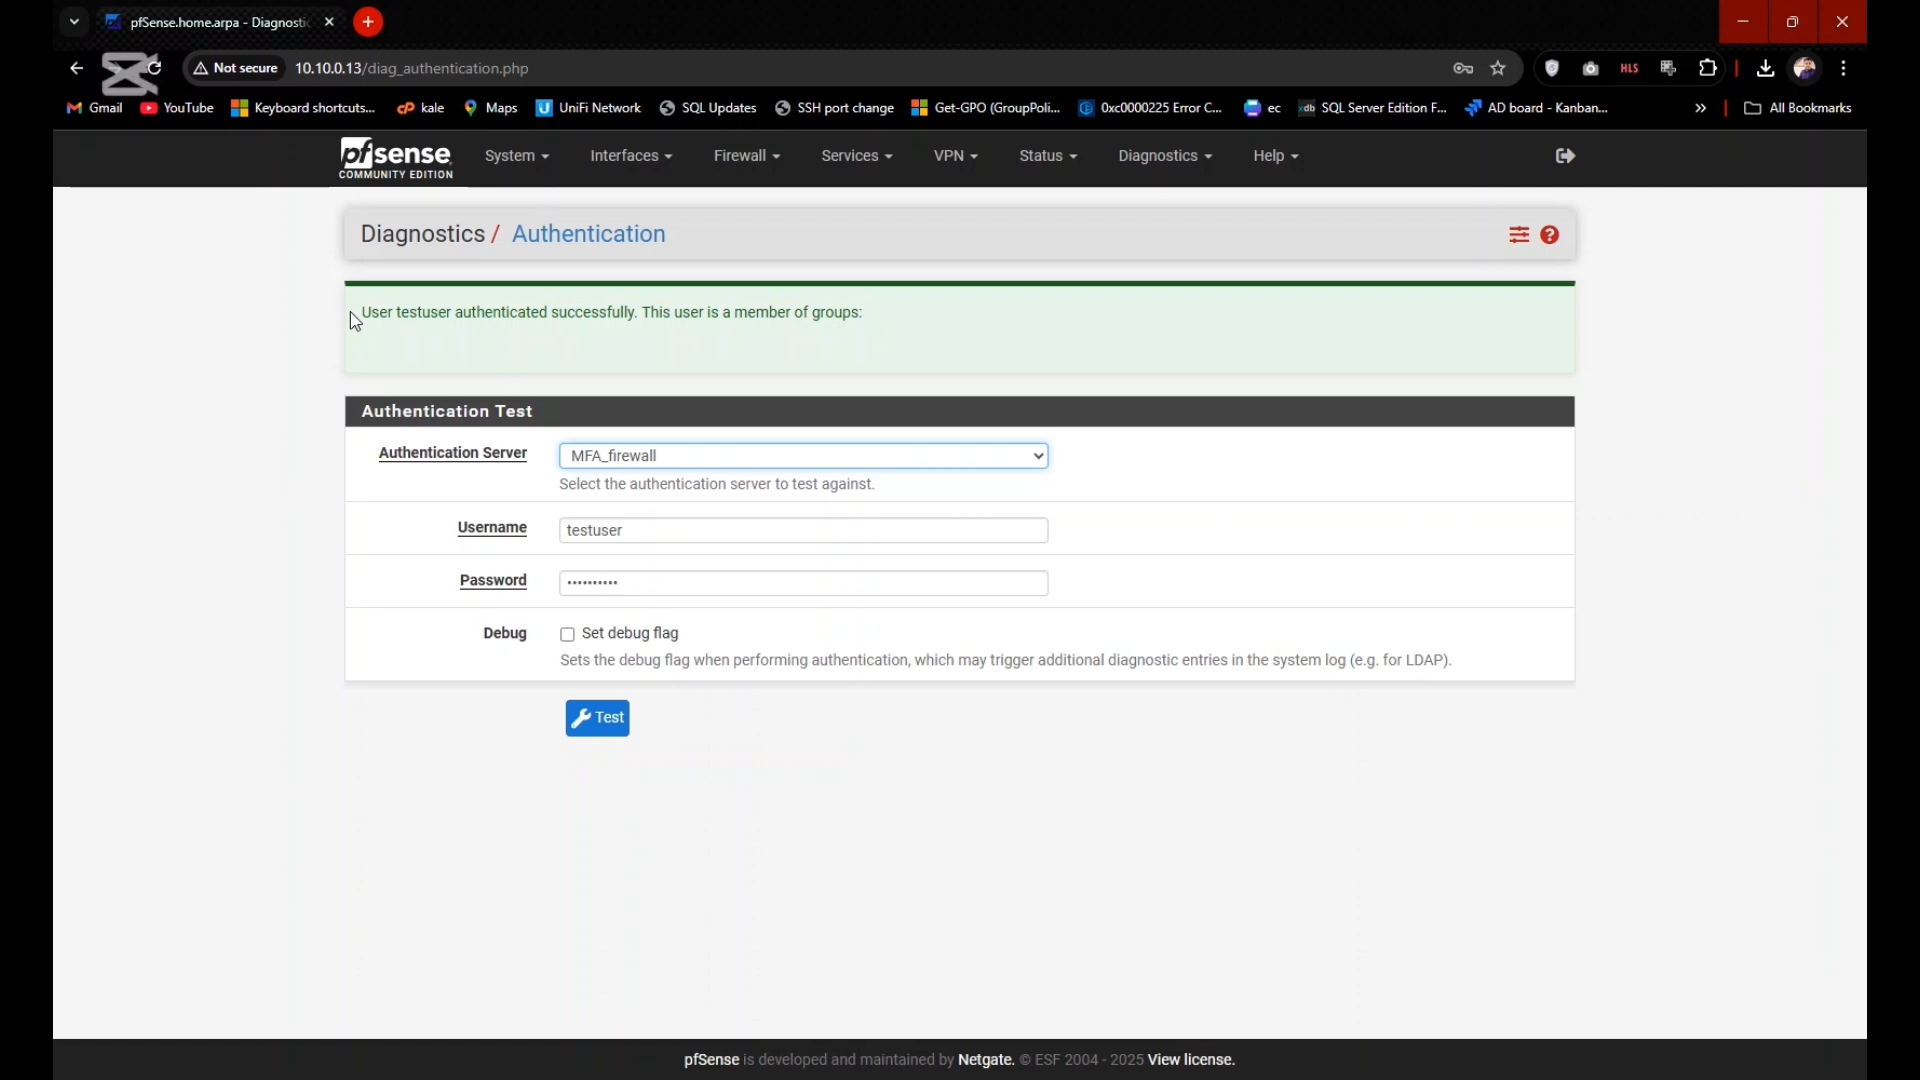 pfSense.home.arpa - Diagnosti
Not secure 10.10.0.13/diag_authentication.php HLS
Gmail YouTube Keyboard shortcuts... kale Maps UniFi Network SQL Updates SSH port change Get-GPO (GroupPoli... 0xc0000225 Error C... ec SQL Server Edition F... AD board - Kanban... » All Bookmarks
pfsense COMMUNITY EDITION System Interfaces Firewall Services VPN Status Diagnostics Help
Diagnostics / Authentication
User testuser authenticated successfully. This user is a member of groups:
Authentication Test
Authentication Server MFA_firewall
Select the authentication server to test against.
Username testuser
Password ••••••••••
Debug Set debug flag
Sets the debug flag when performing authentication, which may trigger additional diagnostic entries in the system log (e.g. for LDAP).
Test
pfSense is developed and maintained by Netgate. © ESF 2004 - 2025 View license.